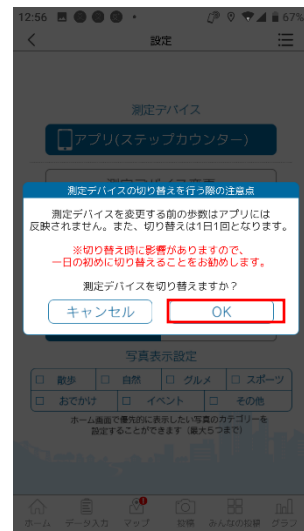 12:56
67%
設定
測定デバイス
アプリ(ステップカウンター)
測定デバイスの切り替えを行う際の注意点
測定デバイスを変更する前の歩数はアプリには
反映されません。また、切り替えは1日1回となります。
※切り替え時に影響がありますので、
一日の初めに切り替えることをお勧めします。
測定デバイスを切り替えますか？
キャンセル
OK
写真表示設定
散歩
自然
グルメ
スポーツ
おでかけ
イベント
その他
ホーム画面で優先的に表示したい写真のカテゴリーを
設定することができます（最大5つまで）
ホーム
データ入力
マップ
投稿
みんなの投稿
グラフ